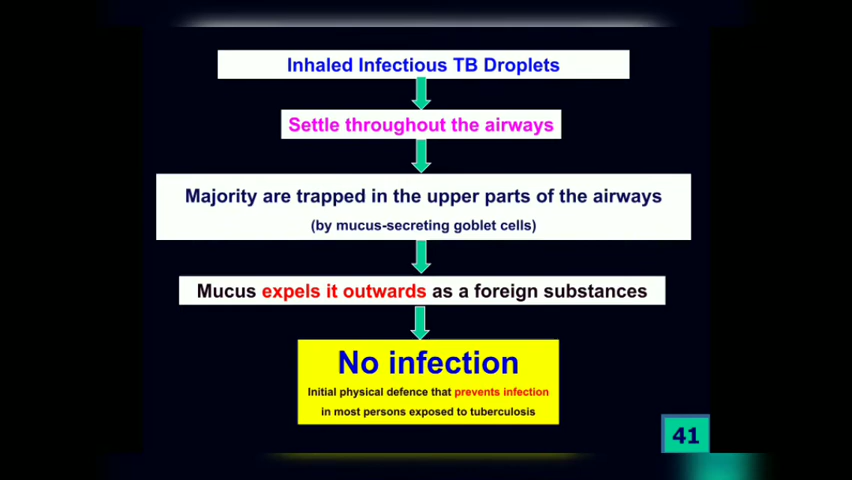 Inhaled Infectious TB Droplets
Settle throughout the airways
Majority are trapped in the upper parts of the airways
(by mucus-secreting goblet cells)
Mucus expels it outwards as a foreign substances
No infection
Initial physical defence that prevents infection
in most persons exposed to tuberculosis
41